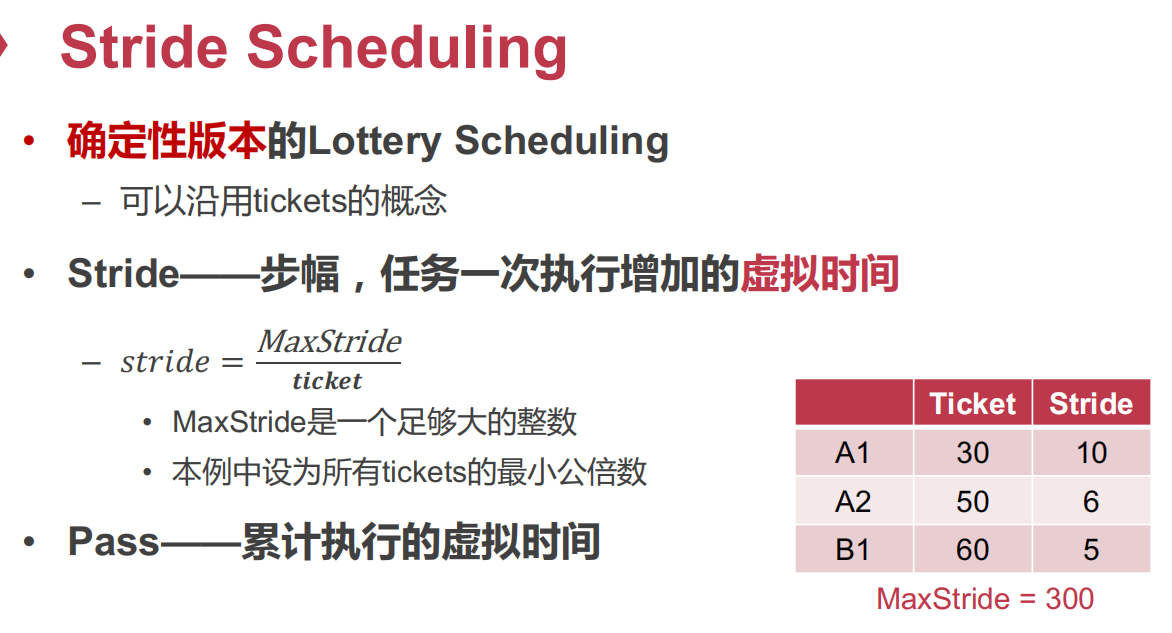 Stride Scheduling
• 确定性版本的Lottery Scheduling
– 可以沿用tickets的概念
• Stride——步幅，任务一次执行增加的虚拟时间
– stride = MaxStride / ticket
• MaxStride是一个足够大的整数
• 本例中设为所有tickets的最小公倍数
• Pass——累计执行的虚拟时间
Ticket Stride
A1 30 10
A2 50 6
B1 60 5
MaxStride = 300